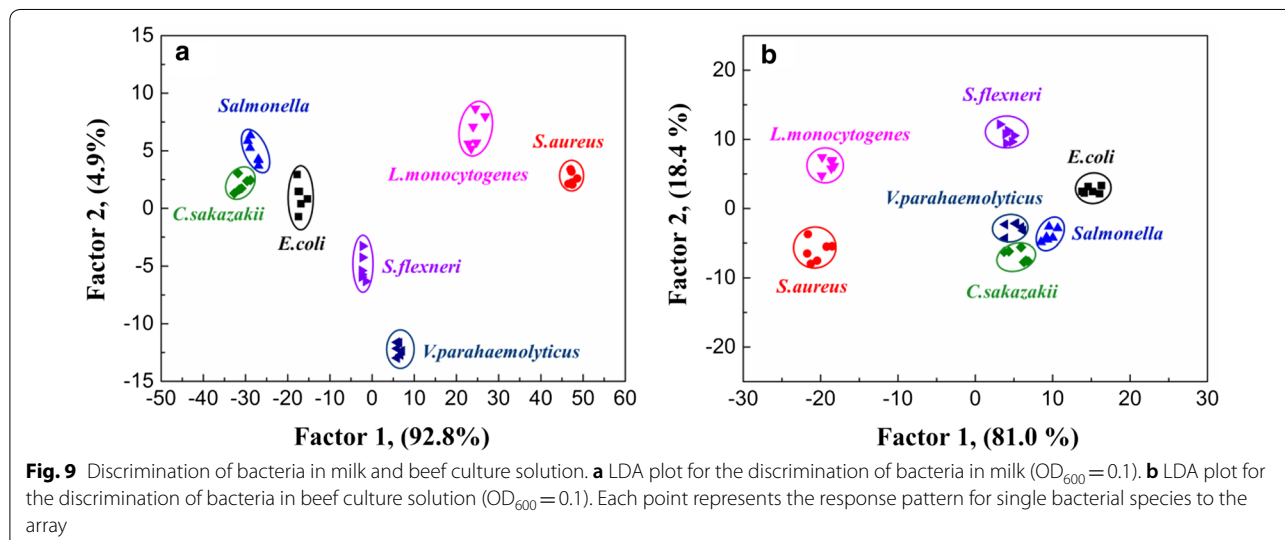 a
15
10
5
0
-5
-10
-15
Factor 2, (4.9%)
Salmonella
C.sakazakii
E.coli
L.monocytogenes
S.aureus
S.flexneri
V.parahaemolyticus
-50 -40 -30 -20 -10 0 10 20 30 40 50 60
Factor 1, (92.8%)
b
20
10
0
-10
-20
Factor 2, (18.4 %)
S.flexneri
L.monocytogenes
E.coli
V.parahaemolyticus
Salmonella
S.aureus
C.sakazakii
-30 -20 -10 0 10 20 30
Factor 1, (81.0 %)
Fig. 9 Discrimination of bacteria in milk and beef culture solution. a LDA plot for the discrimination of bacteria in milk (OD600 = 0.1). b LDA plot for
the discrimination of bacteria in beef culture solution (OD600 = 0.1). Each point represents the response pattern for single bacterial species to the
array